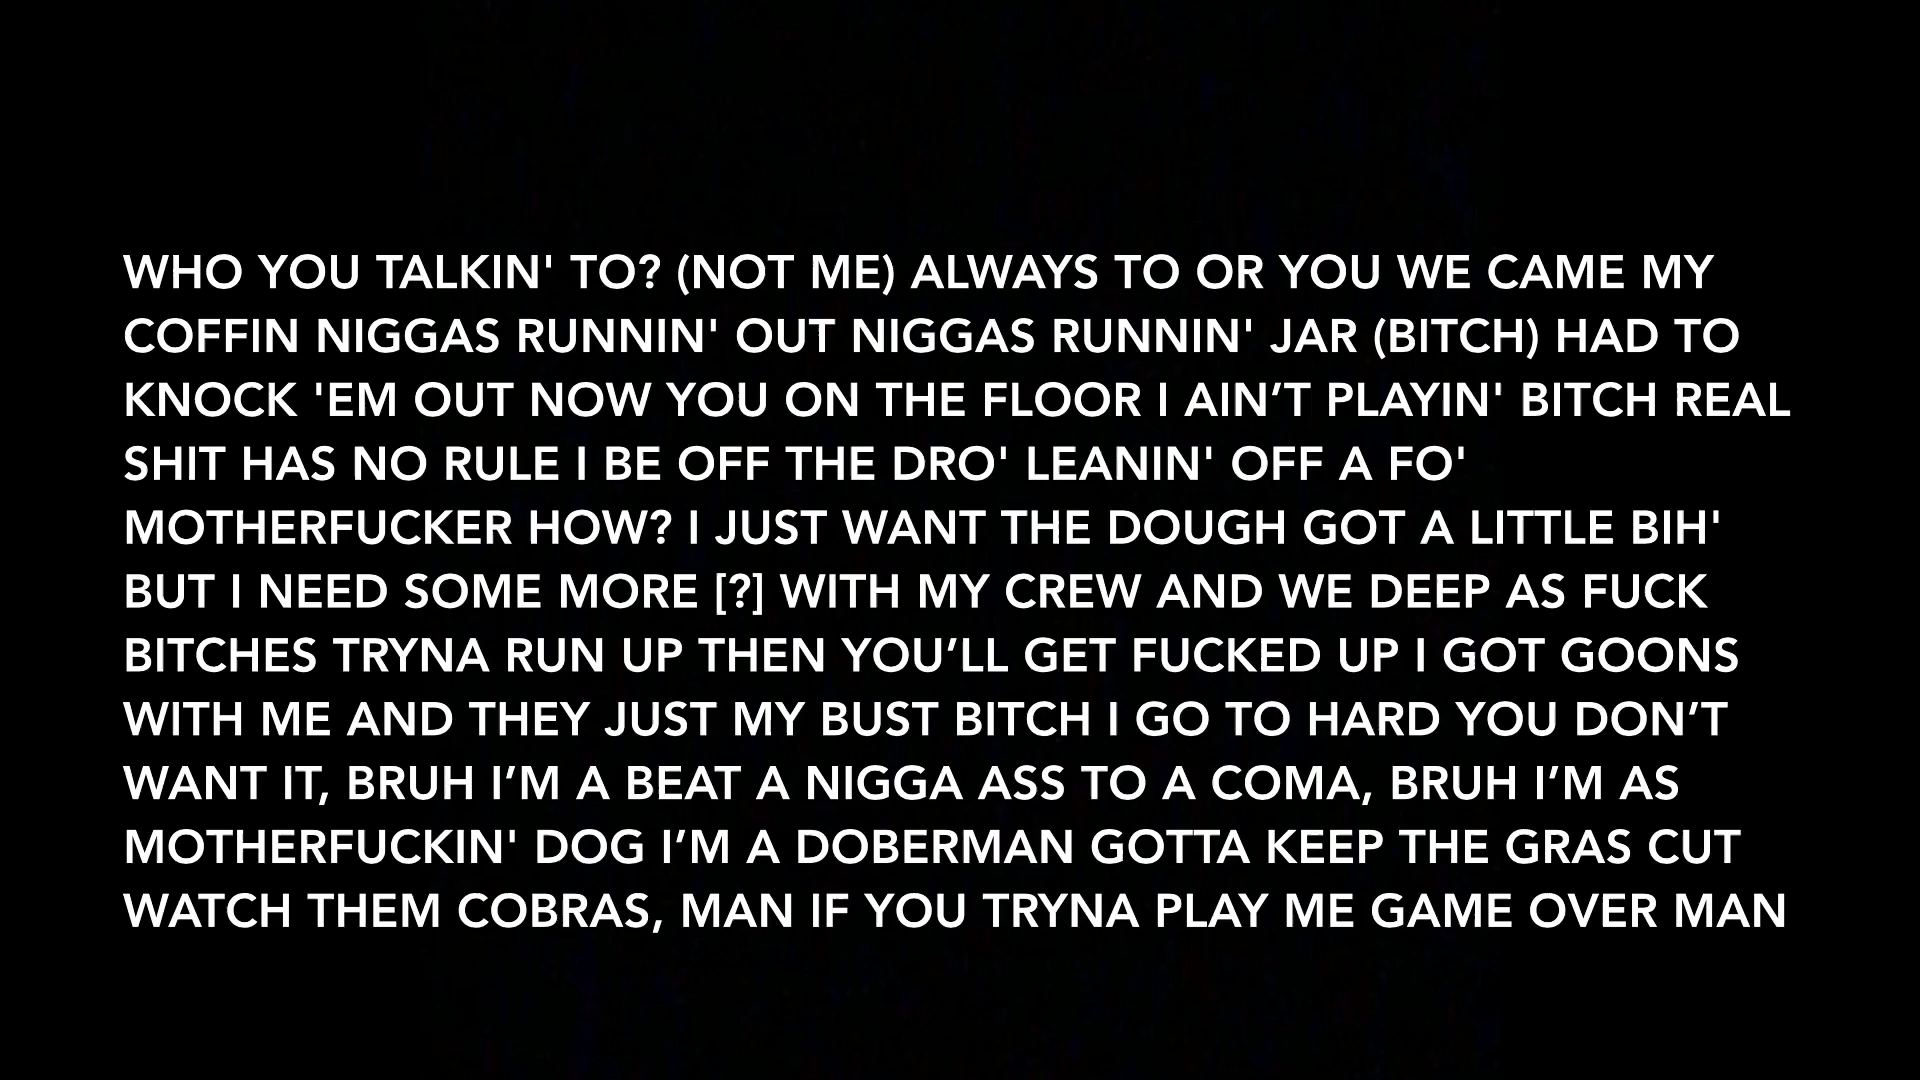 WHO YOU TALKIN' TO? (NOT ME) ALWAYS TO OR YOU WE CAME MY
COFFIN NIGGAS RUNNIN' OUT NIGGAS RUNNIN' JAR (BITCH) HAD TO
KNOCK 'EM OUT NOW YOU ON THE FLOOR I AIN’T PLAYIN' BITCH REAL
SHIT HAS NO RULE I BE OFF THE DRO' LEANIN' OFF A FO'
MOTHERFUCKER HOW? I JUST WANT THE DOUGH GOT A LITTLE BIH'
BUT I NEED SOME MORE [?] WITH MY CREW AND WE DEEP AS FUCK
BITCHES TRYNA RUN UP THEN YOU’LL GET FUCKED UP I GOT GOONS
WITH ME AND THEY JUST MY BUST BITCH I GO TO HARD YOU DON’T
WANT IT, BRUH I’M A BEAT A NIGGA ASS TO A COMA, BRUH I’M AS
MOTHERFUCKIN' DOG I’M A DOBERMAN GOTTA KEEP THE GRAS CUT
WATCH THEM COBRAS, MAN IF YOU TRYNA PLAY ME GAME OVER MAN